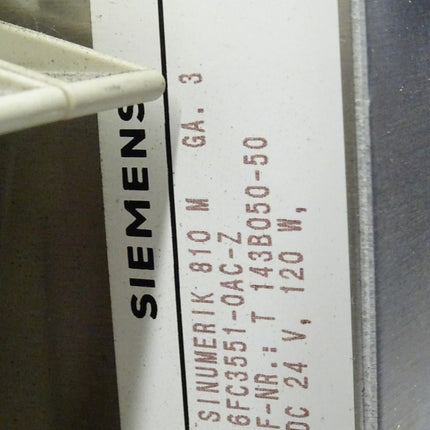 SIEMENS
SINUMERIK 810 M GA. 3
6FC3551-0AC-Z
F-NR.: T 143B050-50
DC 24 V, 120 W,